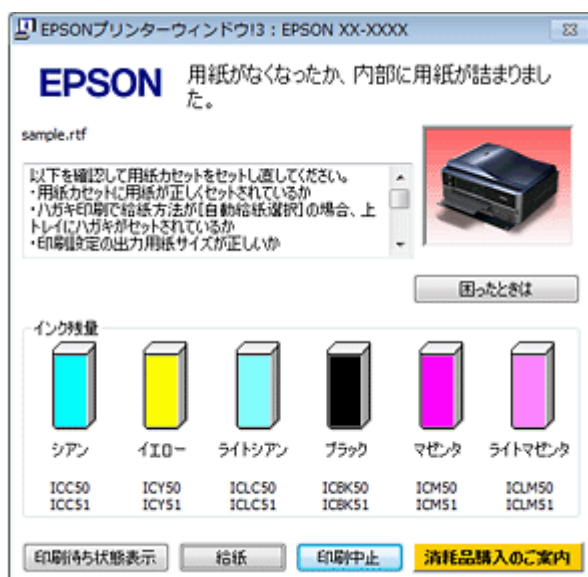 EPSONプリンターウィンドウ!3 : EPSON XX-XXXX
EPSON
用紙がなくなったか、内部に用紙が詰まりまし
た。
sample.rtf
以下を確認して用紙カセットをセットし直してください。
・用紙カセットに用紙が正しくセットされているか
・ハガキ印刷で給紙方法が[自動給紙選択]の場合、上
トレイにハガキがセットされているか
・印刷設定の出力用紙サイズが正しいか
困ったときは
インク残量
シアン イエロー ライトシアン ブラック マゼンタ ライトマゼンタ
ICC50 ICY50 ICLC50 ICBK50 ICM50 ICLM50
ICC51 ICY51 ICLC51 ICBK51 ICM51 ICLM51
印刷待ち状態表示 給紙 印刷中止 消耗品購入のご案内